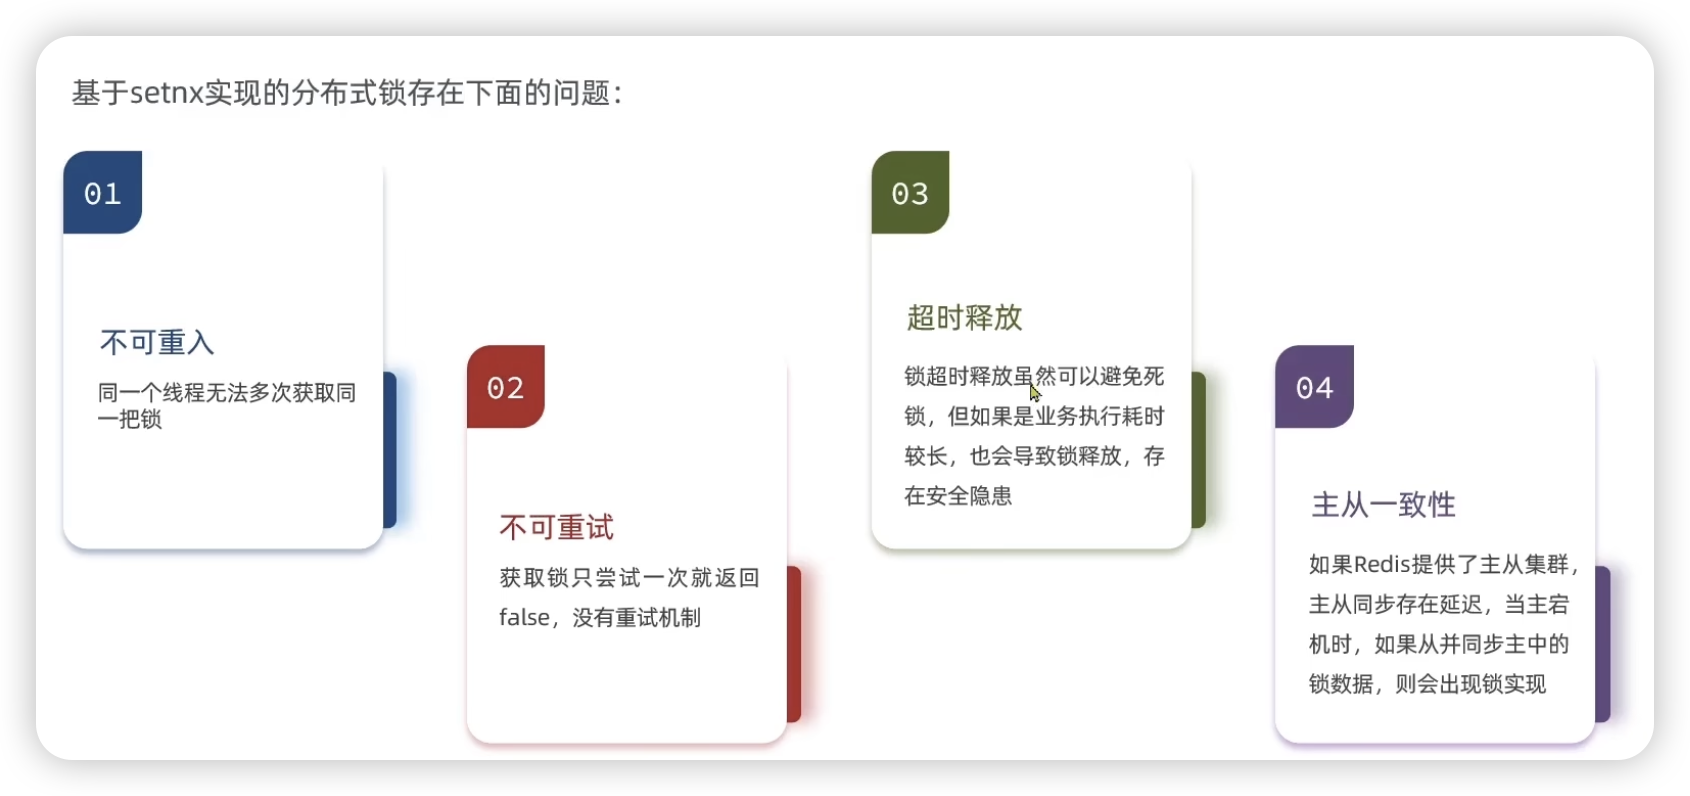 基于setnx实现的分布式锁存在下面的问题：
01
不可重入
同一个线程无法多次获取同
一把锁
02
不可重试
获取锁只尝试一次就返回
false，没有重试机制
03
超时释放
锁超时释放虽然可以避免死
锁，但如果是业务执行耗时
较长，也会导致锁释放，存
在安全隐患
04
主从一致性
如果Redis提供了主从集群，
主从同步存在延迟，当主宕
机时，如果从并同步主中的
锁数据，则会出现锁实现